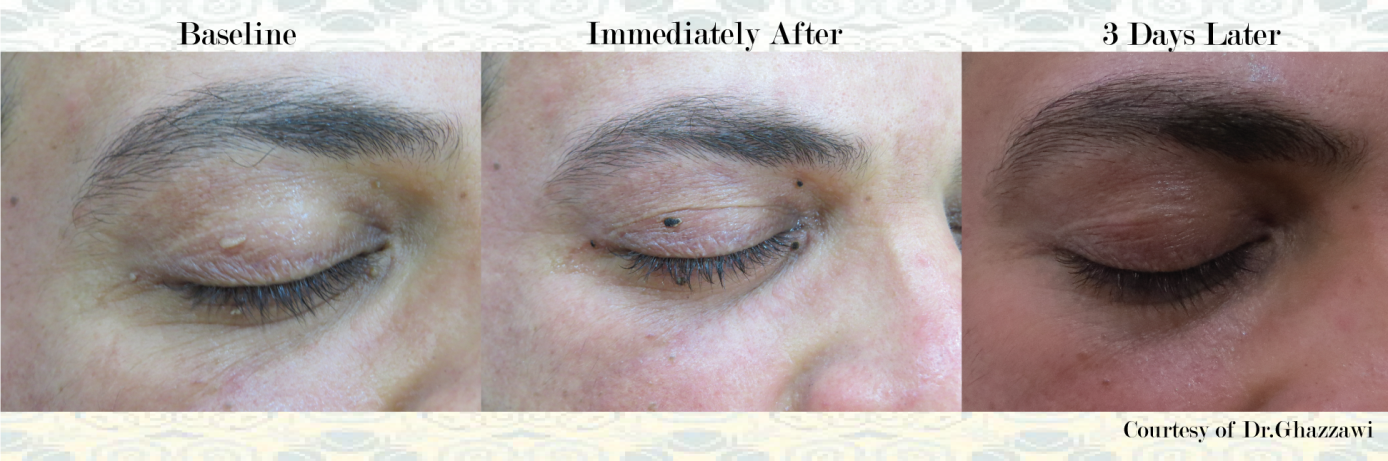 Baseline
Immediately After
3 Days Later
Courtesy of Dr.Ghazzawi